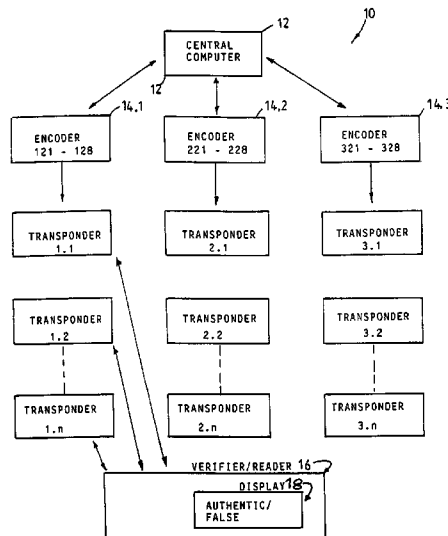 12
10
CENTRAL
COMPUTER
12
14.1
14.2
14.3
ENCODER
121 - 128
ENCODER
221 - 228
ENCODER
321 - 328
TRANSPONDER
1.1
TRANSPONDER
2.1
TRANSPONDER
3.1
TRANSPONDER
1.2
TRANSPONDER
2.2
TRANSPONDER
3.2
TRANSPONDER
1.n
TRANSPONDER
2.n
TRANSPONDER
3.n
VERIFIER/READER 16
DISPLAY 18
AUTHENTIC/
FALSE